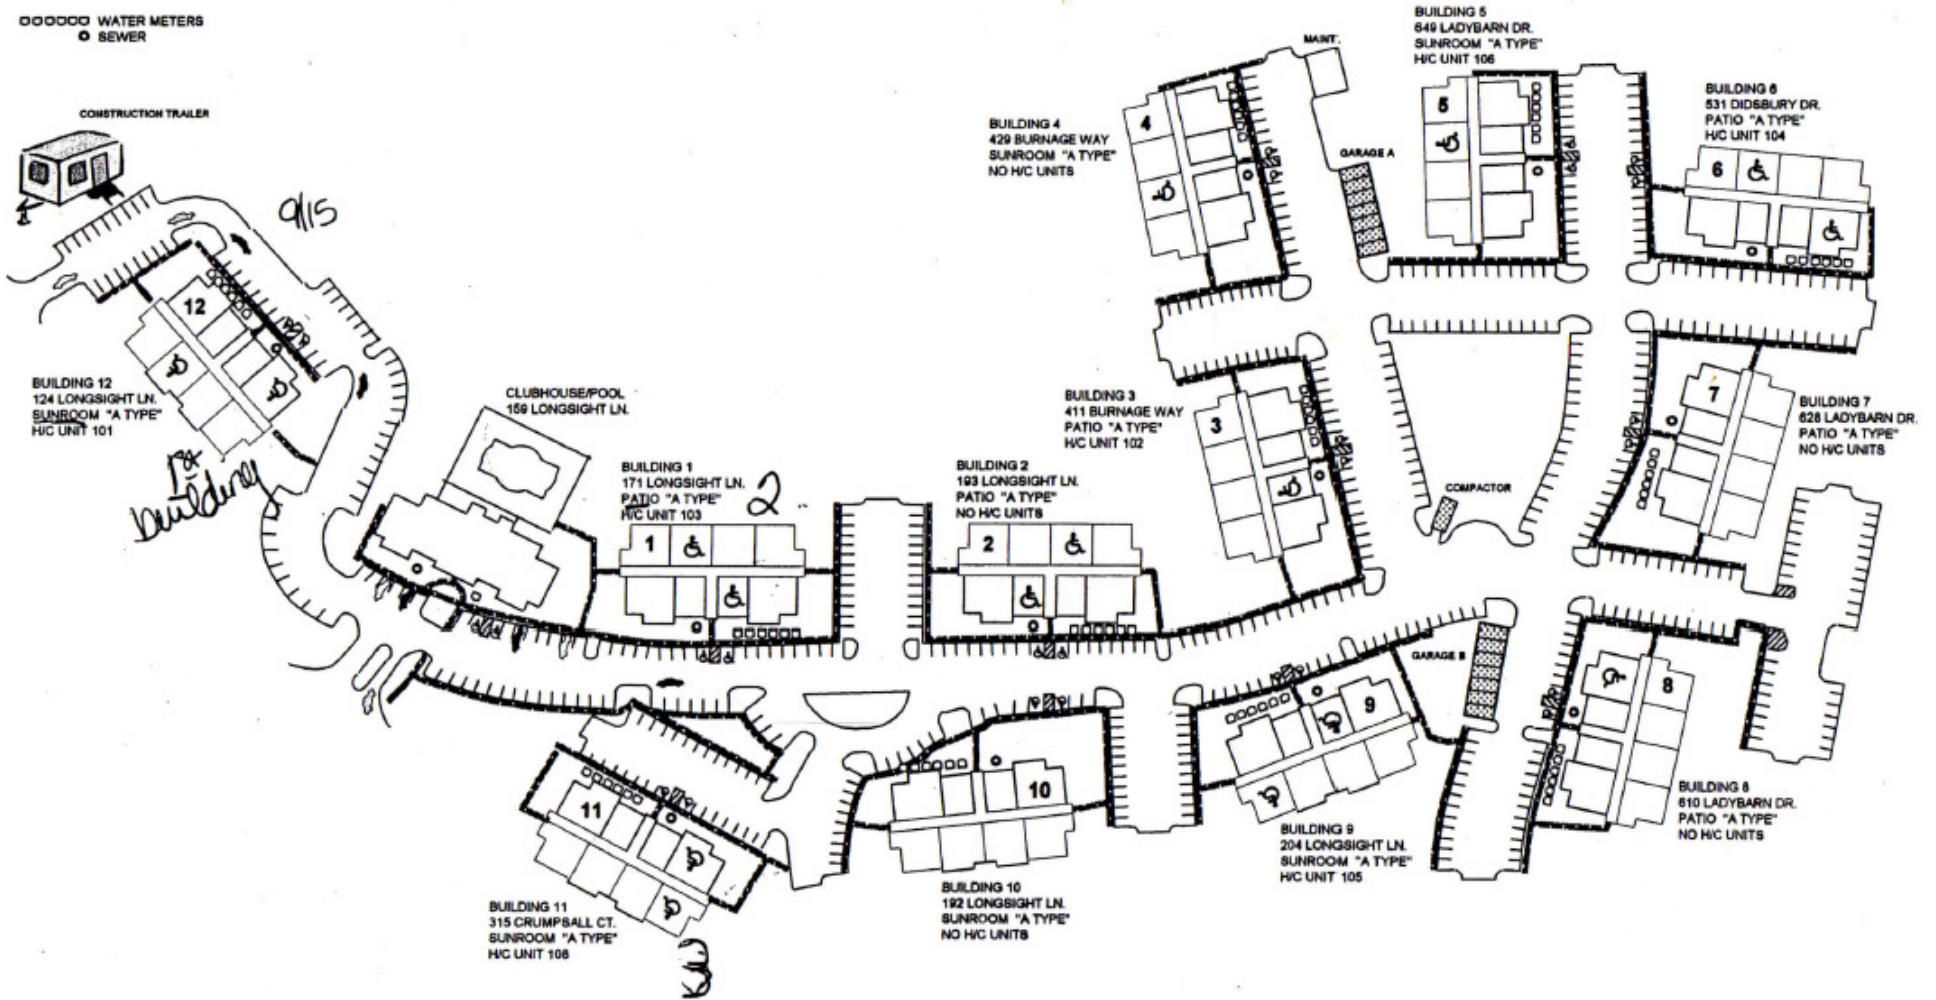 WATER METERS
SEWER
CONSTRUCTION TRAILER
9/15
BUILDING 12
124 LONGSIGHT LN.
SUNROOM "A TYPE"
H/C UNIT 101
1st
building
12
CLUBHOUSE/POOL
159 LONGSIGHT LN.
BUILDING 1
171 LONGSIGHT LN.
PATIO "A TYPE"
H/C UNIT 103
2
1
BUILDING 2
193 LONGSIGHT LN.
PATIO "A TYPE"
NO H/C UNITS
2
BUILDING 3
411 BURNAGE WAY
PATIO "A TYPE"
H/C UNIT 102
3
BUILDING 4
429 BURNAGE WAY
SUNROOM "A TYPE"
NO H/C UNITS
4
MAINT.
GARAGE A
BUILDING 5
649 LADYBARN DR.
SUNROOM "A TYPE"
H/C UNIT 106
5
BUILDING 6
531 DIDSBURY DR.
PATIO "A TYPE"
H/C UNIT 104
6
BUILDING 7
628 LADYBARN DR.
PATIO "A TYPE"
NO H/C UNITS
7
COMPACTOR
GARAGE B
8
BUILDING 8
610 LADYBARN DR.
PATIO "A TYPE"
NO H/C UNITS
9
BUILDING 9
204 LONGSIGHT LN.
SUNROOM "A TYPE"
H/C UNIT 105
10
BUILDING 10
192 LONGSIGHT LN.
SUNROOM "A TYPE"
NO H/C UNITS
11
BUILDING 11
315 CRUMPSALL CT.
SUNROOM "A TYPE"
H/C UNIT 108